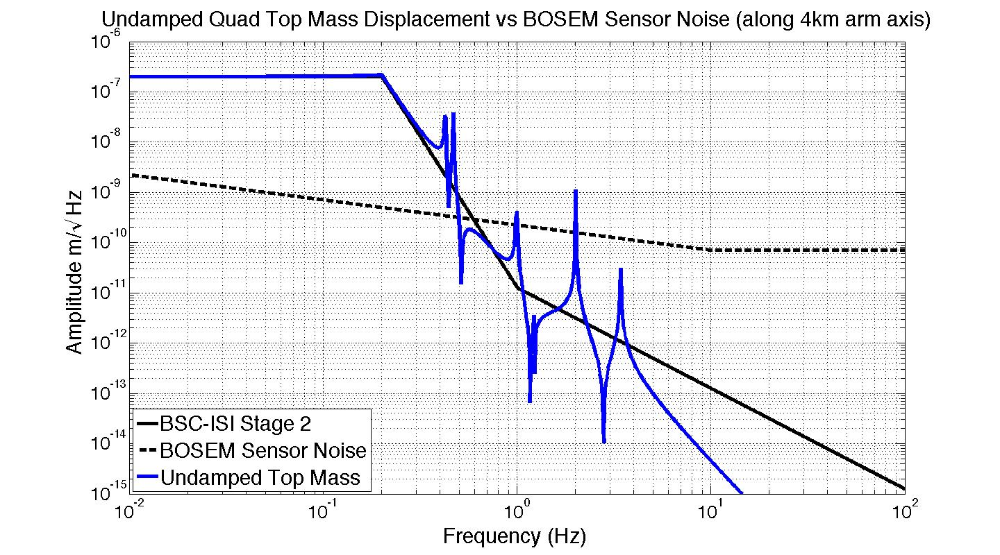 Undamped Quad Top Mass Displacement vs BOSEM Sensor Noise (along 4km arm axis)
10^-6
10^-7
10^-8
10^-9
10^-10
10^-11
10^-12
10^-13
10^-14
10^-15
Amplitude m/√ Hz
BSC-ISI Stage 2
BOSEM Sensor Noise
Undamped Top Mass
10^-2 10^-1 10^0 10^1 10^2
Frequency (Hz)